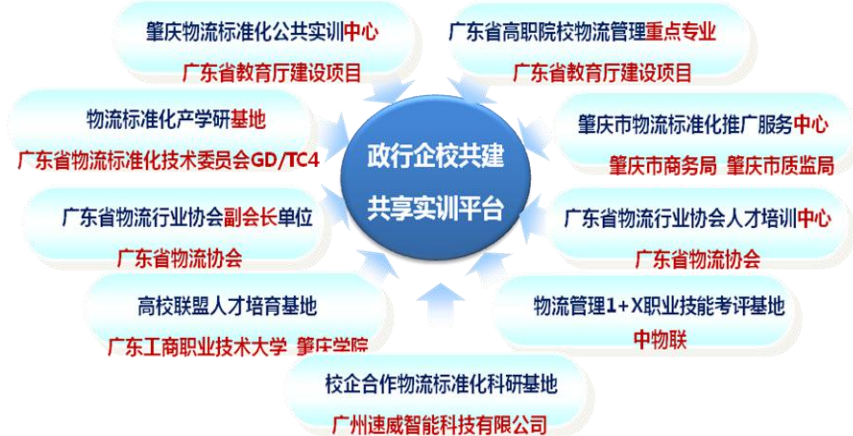 肇庆物流标准化公共实训中心
广东省教育厅建设项目
广东省高职院校物流管理重点专业
广东省教育厅建设项目
物流标准化产学研基地
广东省物流标准化技术委员会GD/TC4
政行企校共建
共享实训平台
肇庆市物流标准化推广服务中心
肇庆市商务局 肇庆市质监局
广东省物流行业协会副会长单位
广东省物流协会
广东省物流行业协会人才培训中心
广东省物流协会
高校联盟人才培育基地
广东工商职业技术大学 肇庆学院
物流管理1+X职业技能考评基地
中物联
校企合作物流标准化科研基地
广州速威智能科技有限公司